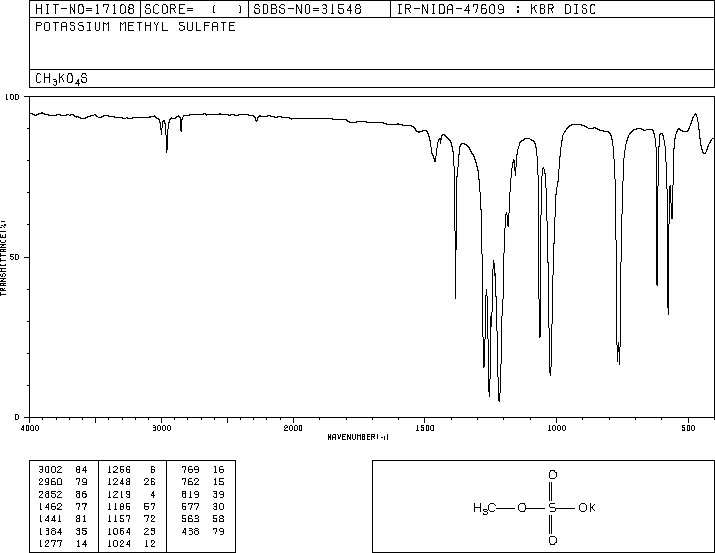 HIT-NO=17108 SCORE= ( ) SDBS-NO=31548 IR-NIDA-47609 : KBR DISC
POTASSIUM METHYL SULFATE
CH3KO4S
100
50
0
TRANSMITTANCE(%)
4000 3000 2000 1500 1000 500
WAVENUMBER(-1)
3002 84 1256 6 769 16
2960 79 1248 26 762 15
2852 86 1219 4 619 39
1462 77 1186 57 577 30
1441 81 1157 72 563 58
1384 35 1064 23 438 79
1277 14 1024 12
O
H3C O S OK
O